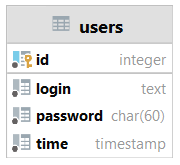 users
id integer
login text
password char(60)
time timestamp